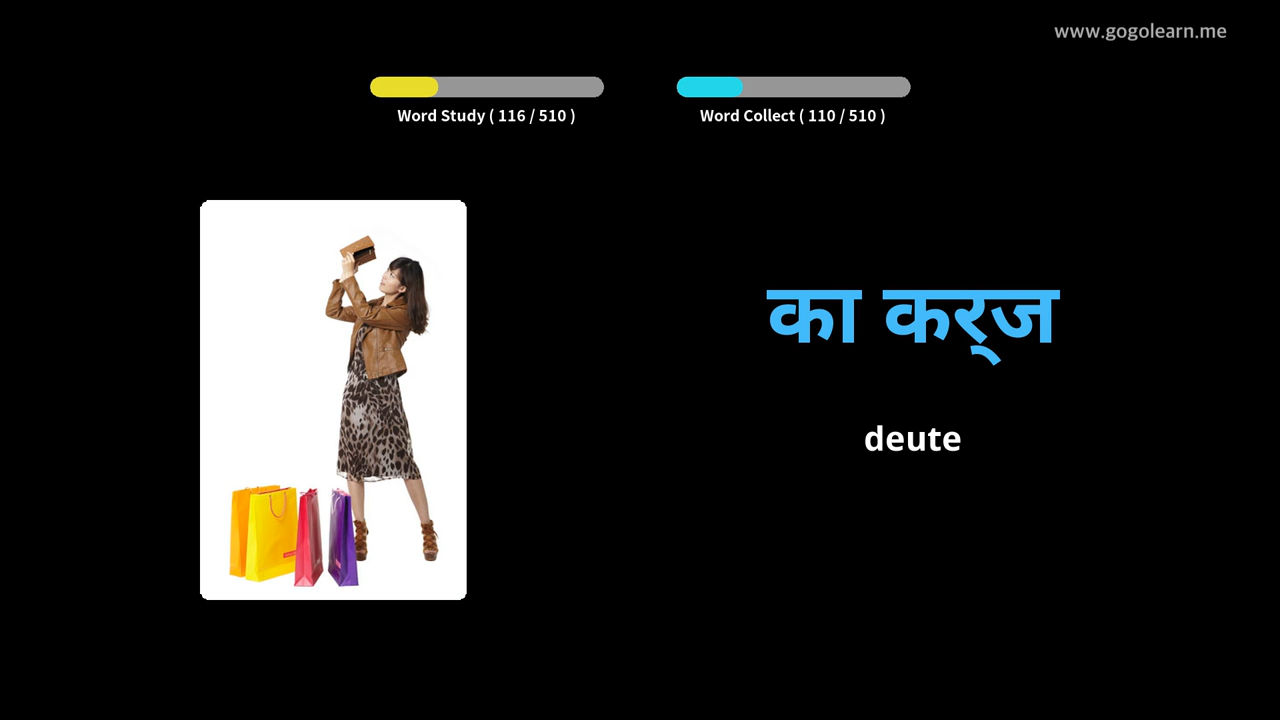 www.gogolearn.me
Word Study ( 116 / 510 )
Word Collect ( 110 / 510 )
का कर्ज
deute